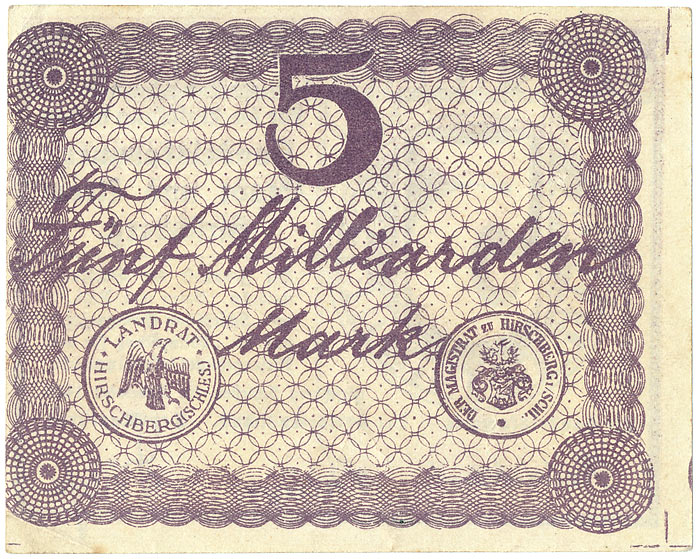 5
Fünf Milliarden
Mark
LANDRAT
HIRSCHBERG i/SCHLES.
DER MAGISTRAT zu HIRSCHBERG i. SCHL.